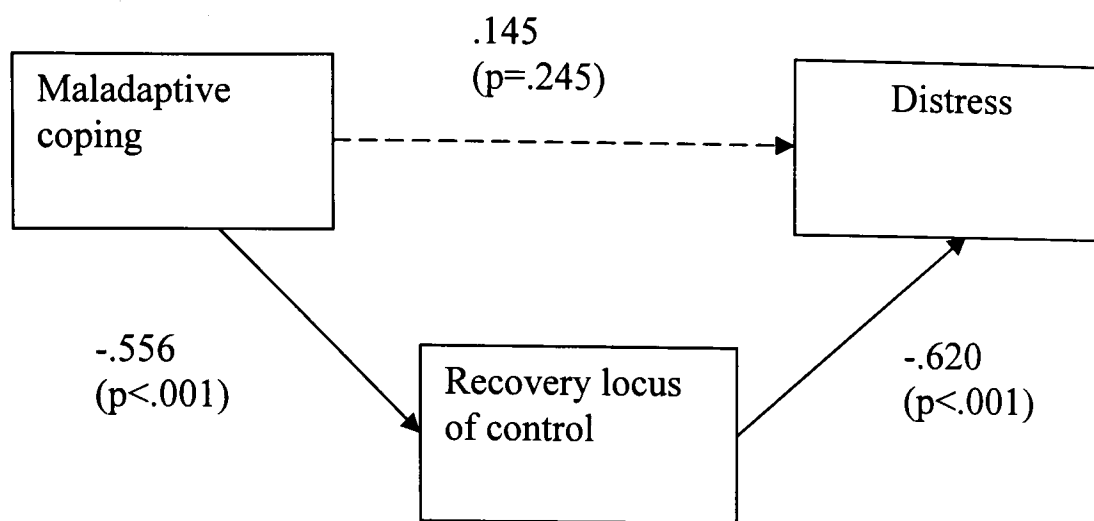 .145
(p=.245)
Maladaptive
coping
Distress
-.556
(p<.001)
Recovery locus
of control
-.620
(p<.001)